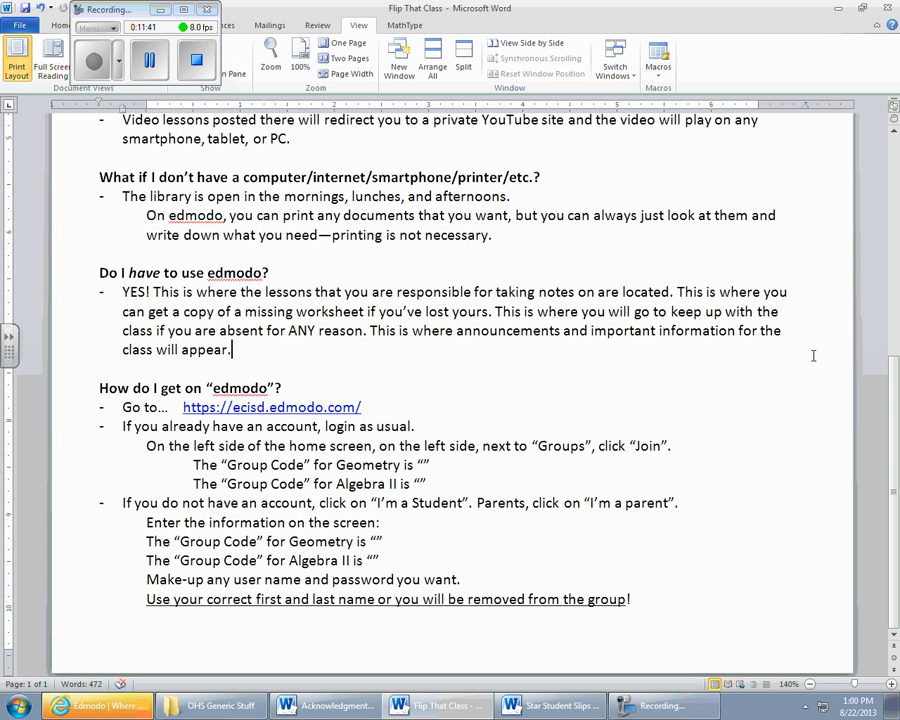 Recording...
Flip That Class - Microsoft Word
Menu
0:11:41
8.0 fps
File
Mailings
Review
View
MathType
Print Layout
Full Screen Reading
Zoom
100%
One Page
Two Pages
Page Width
New Window
Arrange All
Split
View Side by Side
Synchronous Scrolling
Reset Window Position
Switch Windows
Macros
Document Views
Show
Zoom
Window
Macros
- Video lessons posted there will redirect you to a private YouTube site and the video will play on any
smartphone, tablet, or PC.
What if I don't have a computer/internet/smartphone/printer/etc.?
- The library is open in the mornings, lunches, and afternoons.
On edmodo, you can print any documents that you want, but you can always just look at them and
write down what you need—printing is not necessary.
Do I have to use edmodo?
- YES! This is where the lessons that you are responsible for taking notes on are located. This is where you
can get a copy of a missing worksheet if you've lost yours. This is where you will go to keep up with the
class if you are absent for ANY reason. This is where announcements and important information for the
class will appear.
How do I get on “edmodo”?
- Go to… https://ecisd.edmodo.com/
- If you already have an account, login as usual.
On the left side of the home screen, on the left side, next to “Groups”, click “Join”.
The “Group Code” for Geometry is “”
The “Group Code” for Algebra II is “”
- If you do not have an account, click on “I'm a Student”. Parents, click on “I'm a parent”.
Enter the information on the screen:
The “Group Code” for Geometry is “”
The “Group Code” for Algebra II is “”
Make-up any user name and password you want.
Use your correct first and last name or you will be removed from the group!
Page: 1 of 1
Words: 472
140%
Edmodo | Where...
OHS Generic Stuff
Acknowledgment...
Flip That Class - ...
Star Student Slips ...
Recording...
1:00 PM
8/22/2013